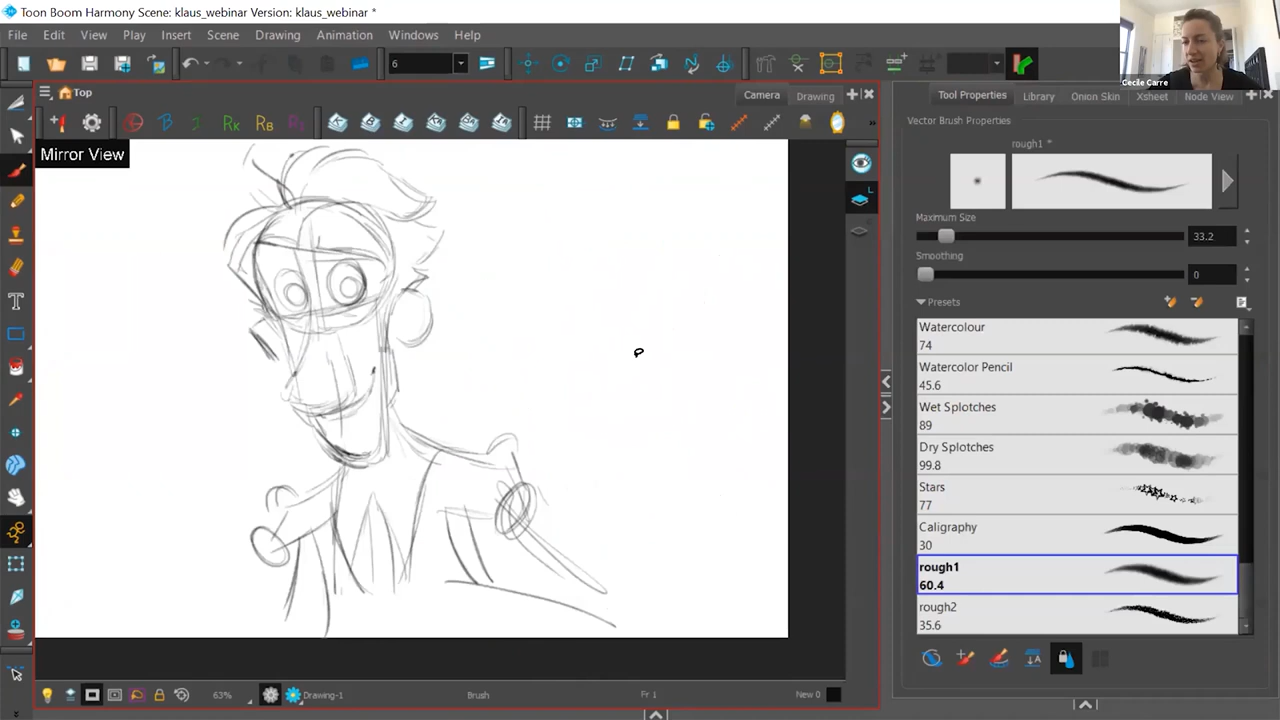 Toon Boom Harmony Scene: klaus_webinar Version: klaus_webinar *
File Edit View Play Insert Scene Drawing Animation Windows Help
6
Cecile Carre
Top
Camera
Drawing
Tool Properties
Library
Onion Skin
Xsheet
Node View
Vector Brush Properties
Mirror View
rough1 *
Maximum Size
33.2
Smoothing
0
Presets
Watercolour
74
Watercolor Pencil
45.6
Wet Splotches
89
Dry Splotches
99.8
Stars
77
Caligraphy
30
rough1
60.4
rough2
35.6
63%
Drawing-1
Brush
Fr 1
New 0